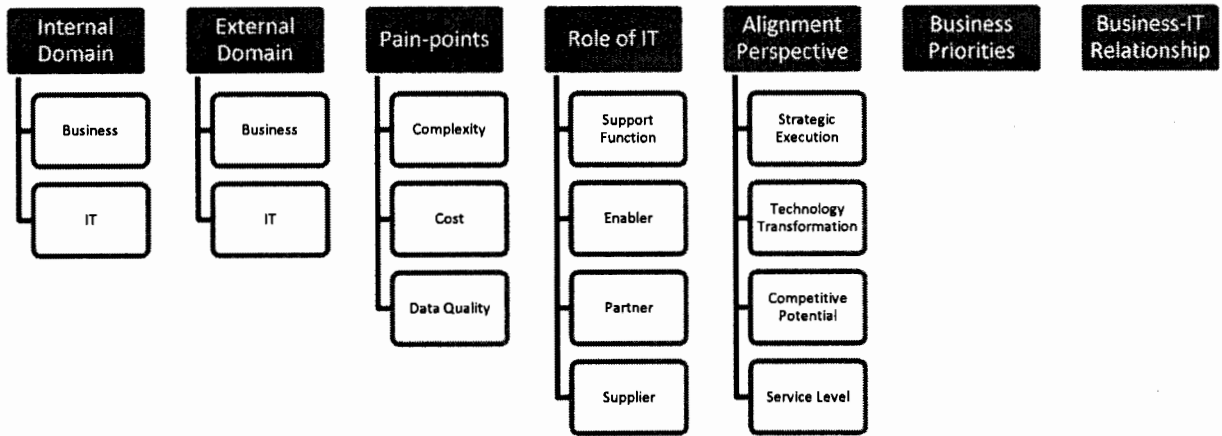 Internal
Domain
Business
IT
External
Domain
Business
IT
Pain-points
Complexity
Cost
Data Quality
Role of IT
Support
Function
Enabler
Partner
Supplier
Alignment
Perspective
Strategic
Execution
Technology
Transformation
Competitive
Potential
Service Level
Business
Priorities
Business-IT
Relationship